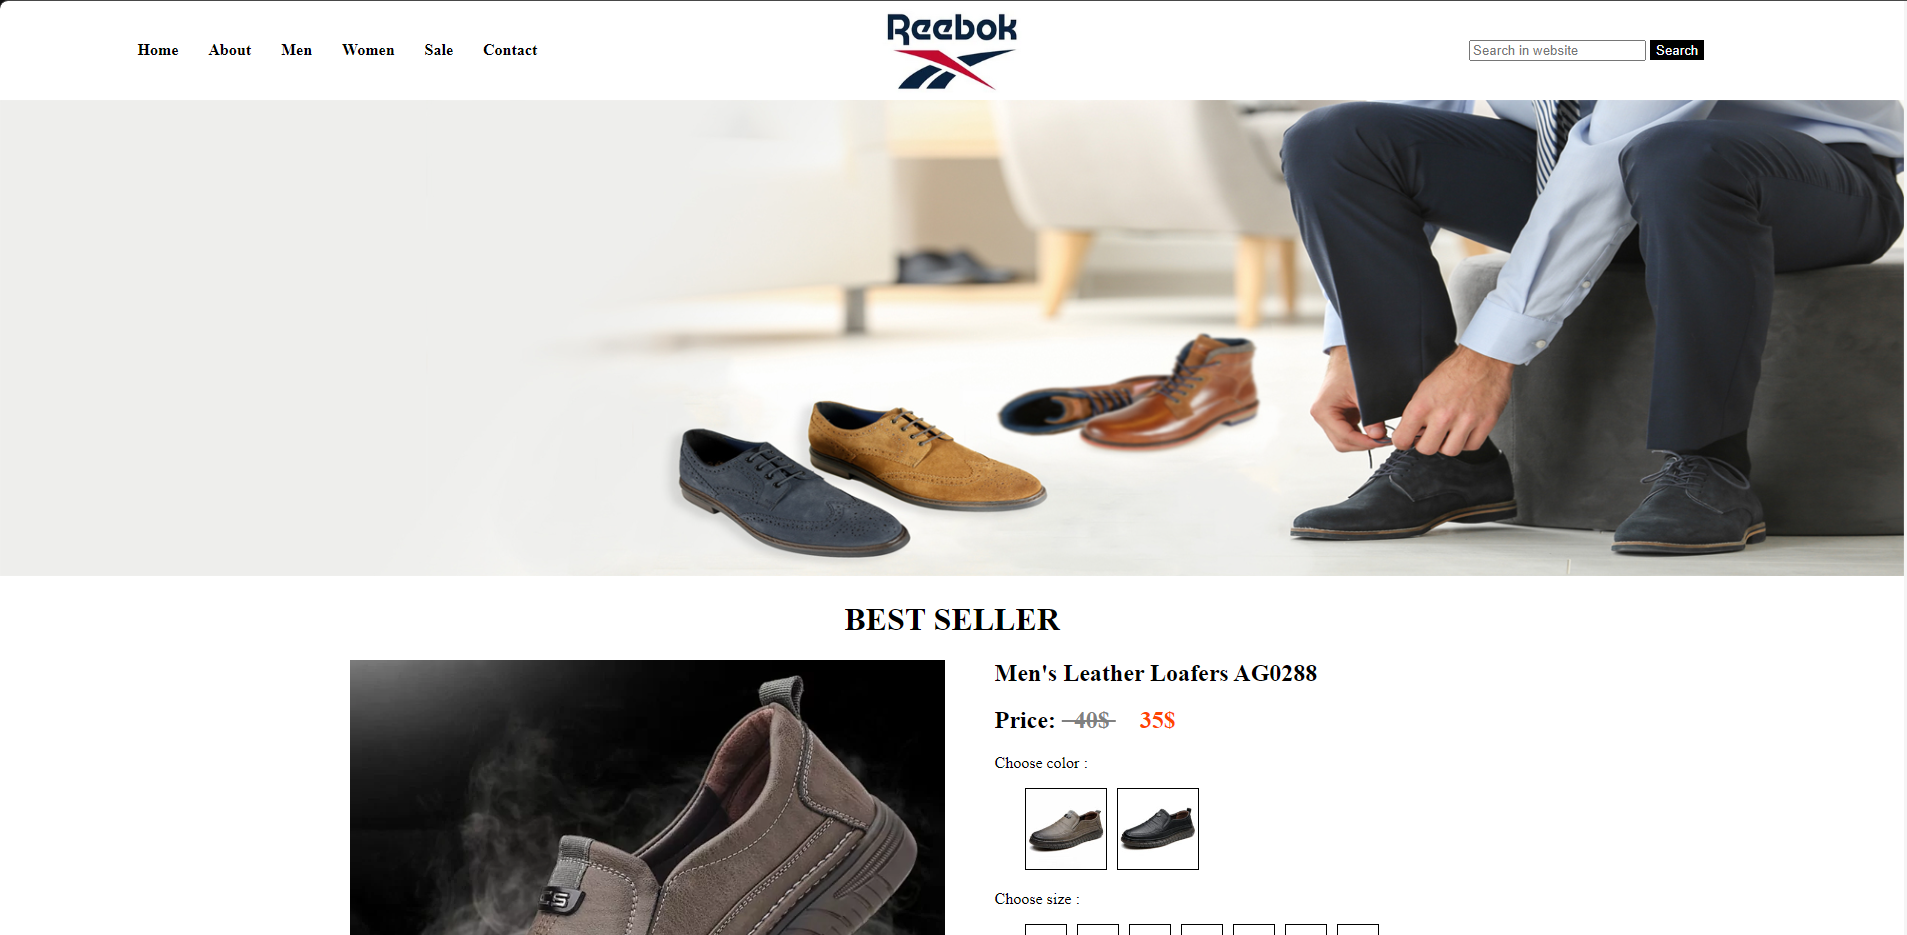 Home About Men Women Sale Contact
Reebok
Search in website Search
BEST SELLER
Men's Leather Loafers AG0288
Price: 40$ 35$
Choose color :
Choose size :